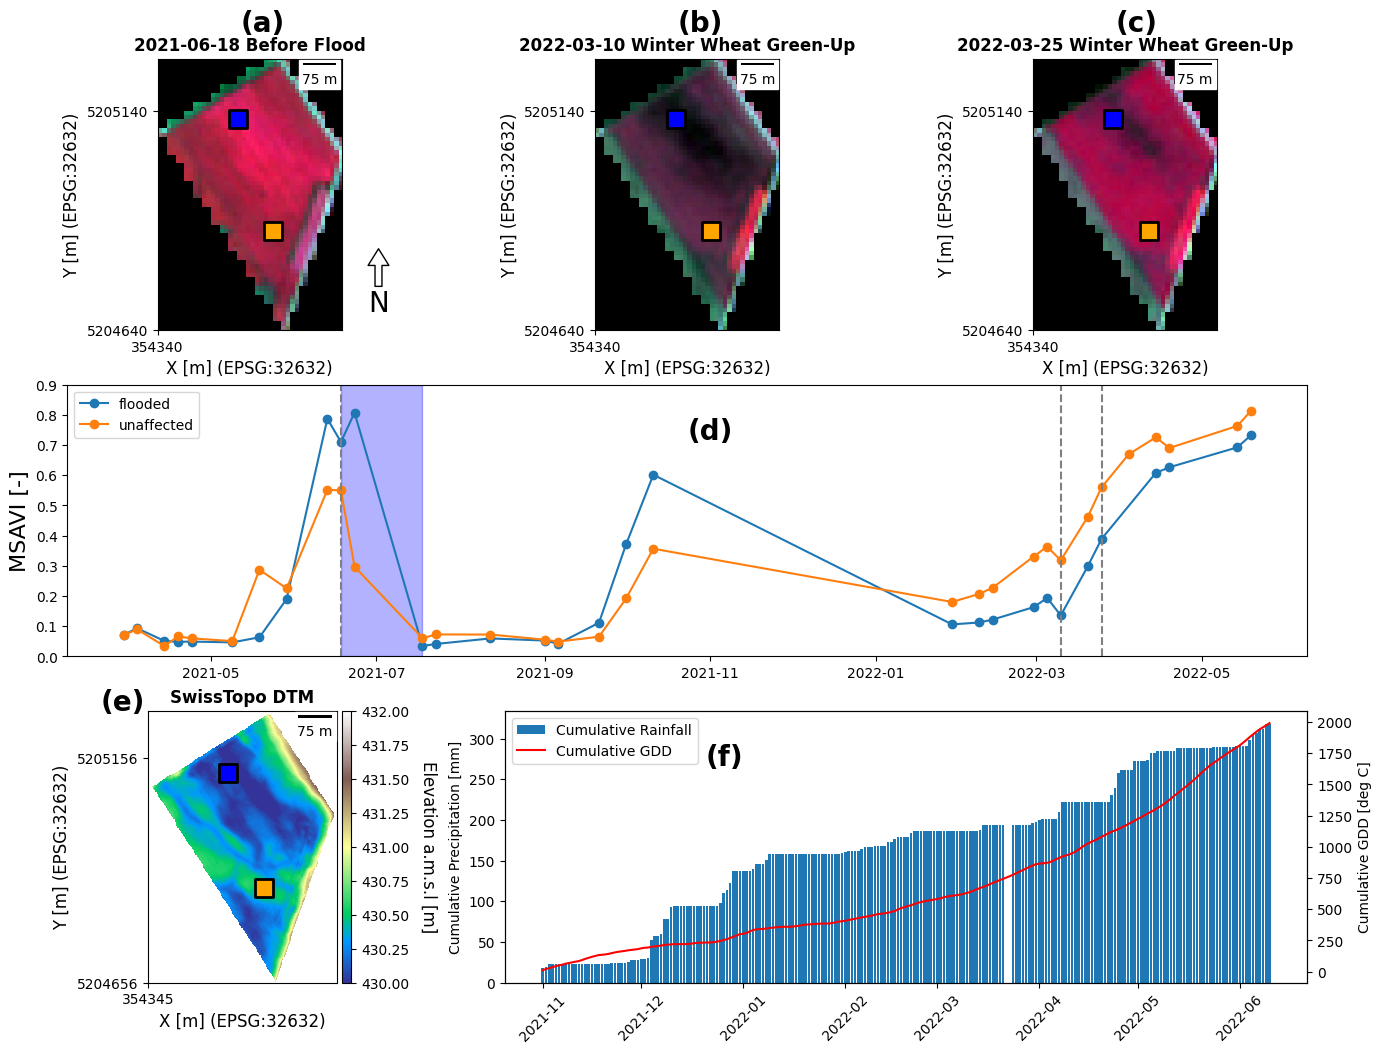 (a)
2021-06-18 Before Flood
75 m
5205140
5204640
354340
Y [m] (EPSG:32632)
X [m] (EPSG:32632)
N
(b)
2022-03-10 Winter Wheat Green-Up
75 m
5205140
5204640
354340
Y [m] (EPSG:32632)
X [m] (EPSG:32632)
(c)
2022-03-25 Winter Wheat Green-Up
75 m
5205140
5204640
354340
Y [m] (EPSG:32632)
X [m] (EPSG:32632)
(d)
flooded
unaffected
MSAVI [-]
0.9
0.8
0.7
0.6
0.5
0.4
0.3
0.2
0.1
0.0
2021-05
2021-07
2021-09
2021-11
2022-01
2022-03
2022-05
(e)
SwissTopo DTM
75 m
5205156
5204656
354345
Y [m] (EPSG:32632)
X [m] (EPSG:32632)
432.00
431.75
431.50
431.25
431.00
430.75
430.50
430.25
430.00
Elevation a.m.s.l [m]
(f)
Cumulative Rainfall
Cumulative GDD
Cumulative Precipitation [mm]
300
250
200
150
100
50
0
2021-11
2021-12
2022-01
2022-02
2022-03
2022-04
2022-05
2022-06
2000
1750
1500
1250
1000
750
500
250
0
Cumulative GDD [deg C]